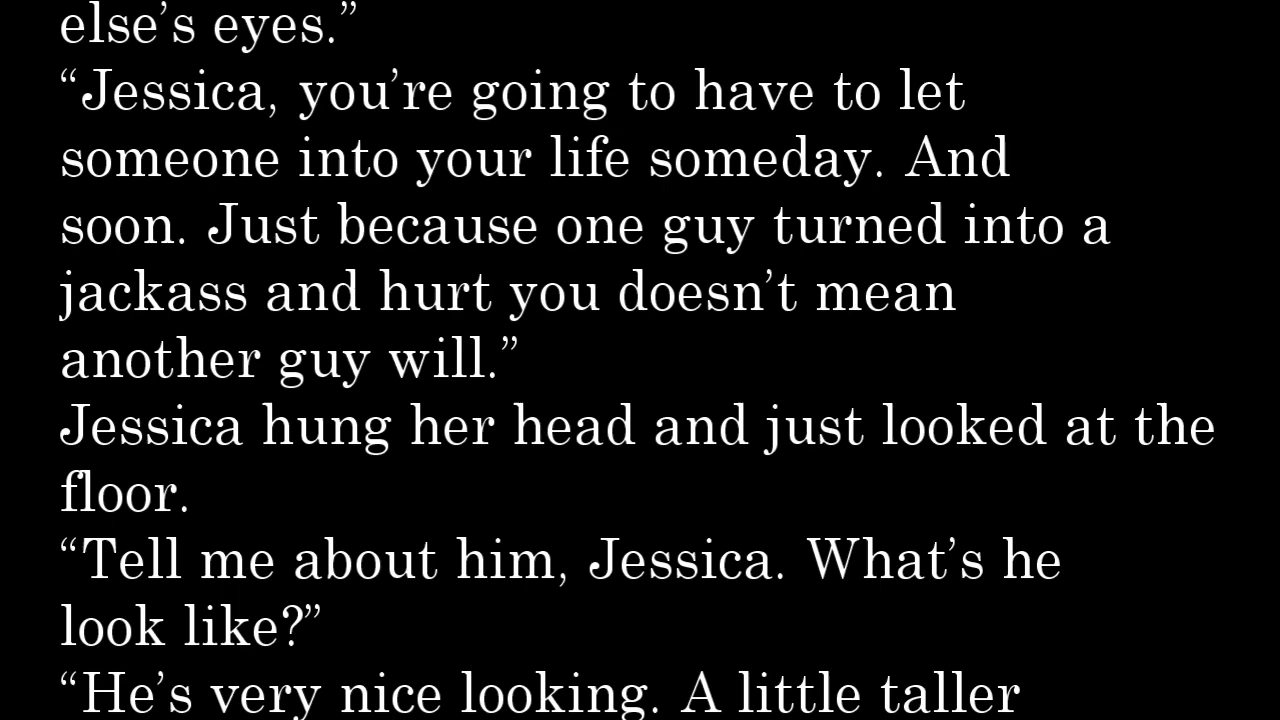 else’s eyes.”
“Jessica, you’re going to have to let
someone into your life someday. And
soon. Just because one guy turned into a
jackass and hurt you doesn’t mean
another guy will.”
Jessica hung her head and just looked at the
floor.
“Tell me about him, Jessica. What’s he
look like?”
“He’s very nice looking. A little taller